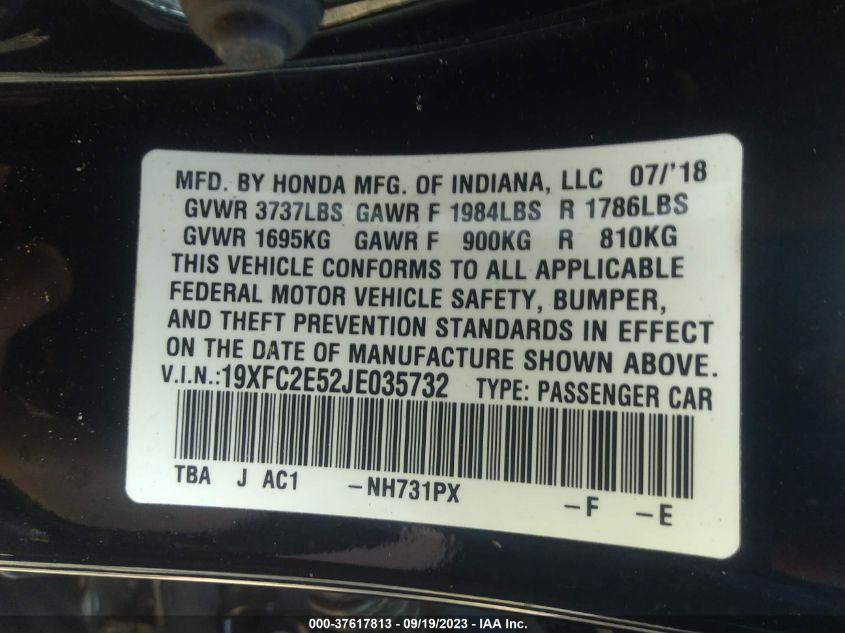 MFD. BY HONDA MFG. OF INDIANA, LLC 07/'18
GVWR 3737LBS GAWR F 1984LBS R 1786LBS
GVWR 1695KG GAWR F 900KG R 810KG
THIS VEHICLE CONFORMS TO ALL APPLICABLE
FEDERAL MOTOR VEHICLE SAFETY, BUMPER,
AND THEFT PREVENTION STANDARDS IN EFFECT
ON THE DATE OF MANUFACTURE SHOWN ABOVE.
V.I.N.:19XFC2E52JE035732 TYPE: PASSENGER CAR
TBA J AC1 -NH731PX -F -E
000-37617813 - 09/19/2023 - IAA Inc.